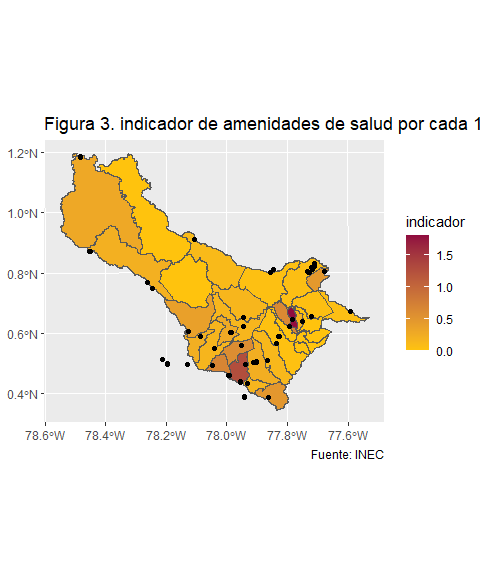 Figura 3. indicador de amenidades de salud por cada 1
1.2°N
1.0°N
0.8°N
0.6°N
0.4°N
78.6°W 78.4°W 78.2°W 78.0°W 77.8°W 77.6°W
indicador
1.5
1.0
0.5
0.0
Fuente: INEC